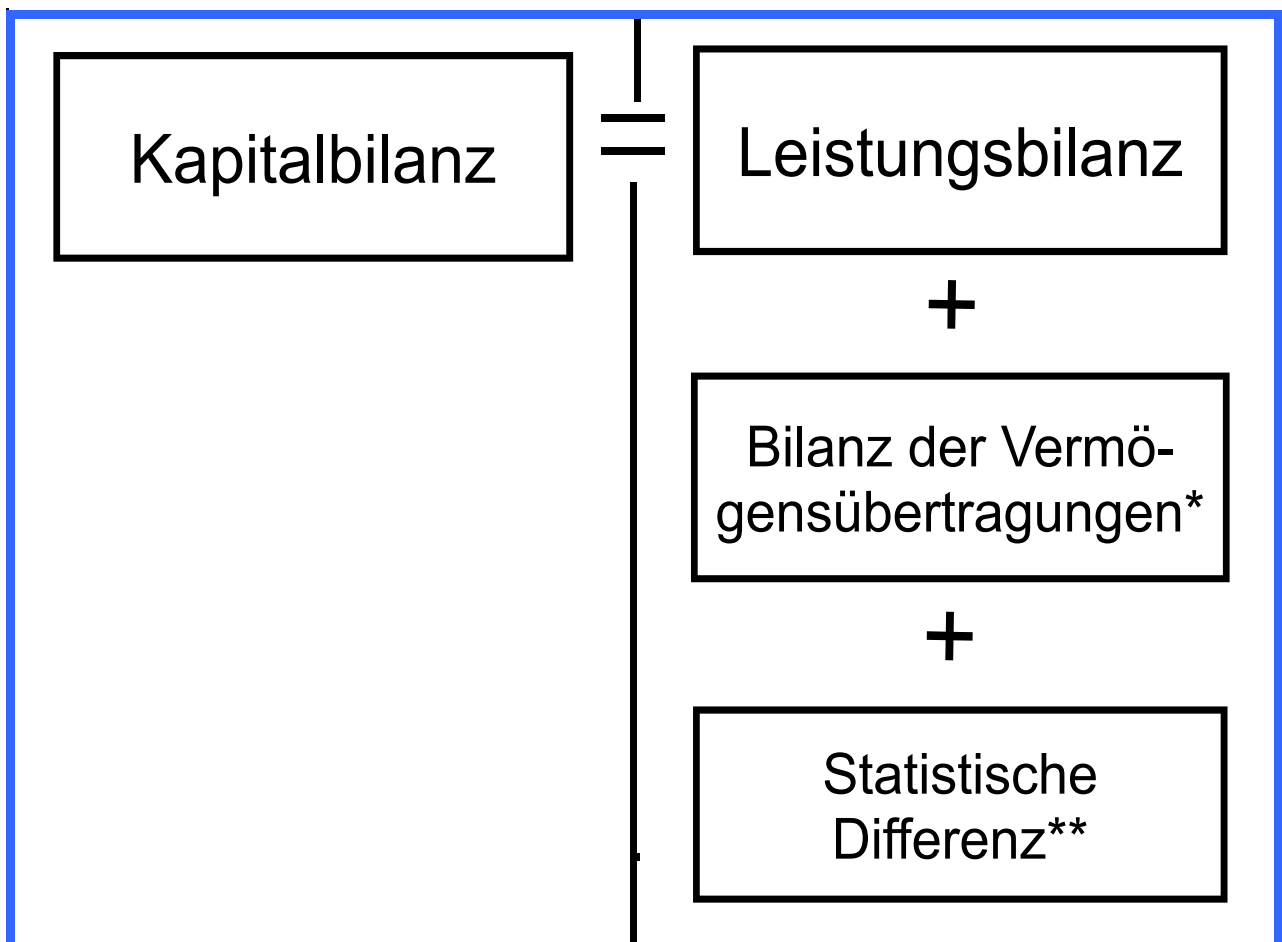 Kapitalbilanz
=
Leistungsbilanz
+
Bilanz der Vermö-
gensübertragungen*
+
Statistische
Differenz**